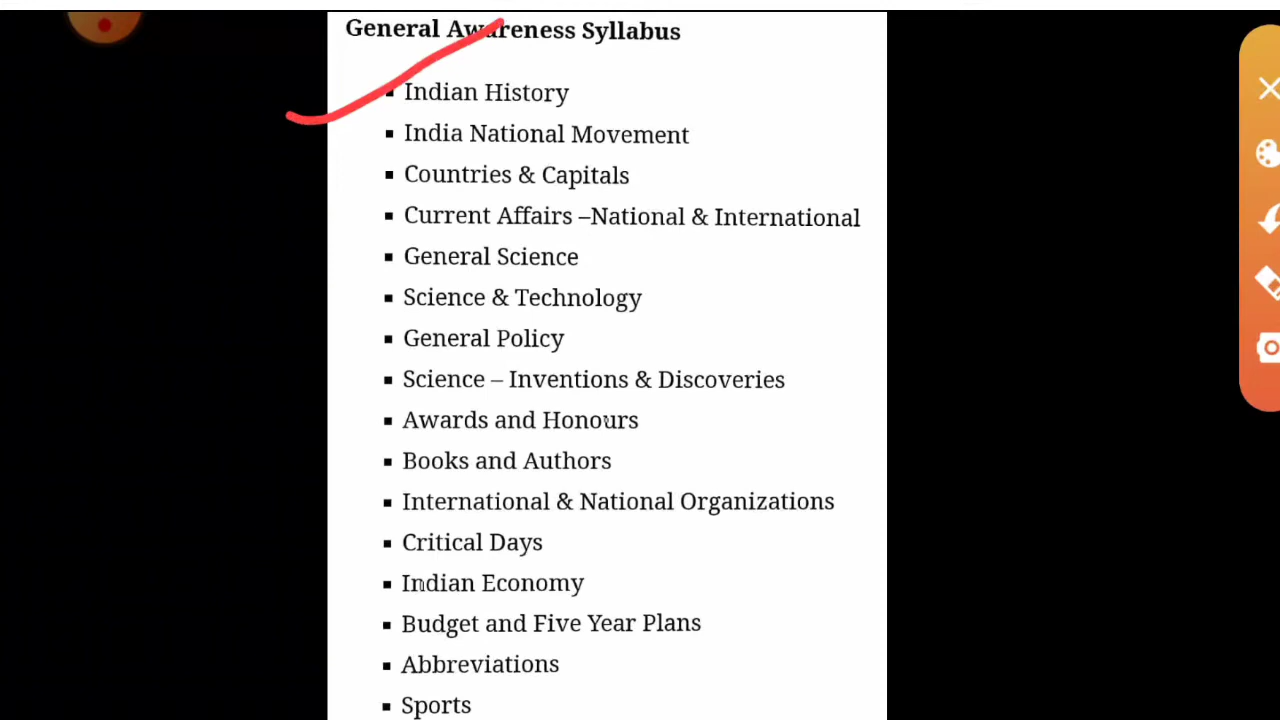 General Awareness Syllabus
Indian History
India National Movement
Countries & Capitals
Current Affairs –National & International
General Science
Science & Technology
General Policy
Science – Inventions & Discoveries
Awards and Honours
Books and Authors
International & National Organizations
Critical Days
Indian Economy
Budget and Five Year Plans
Abbreviations
Sports